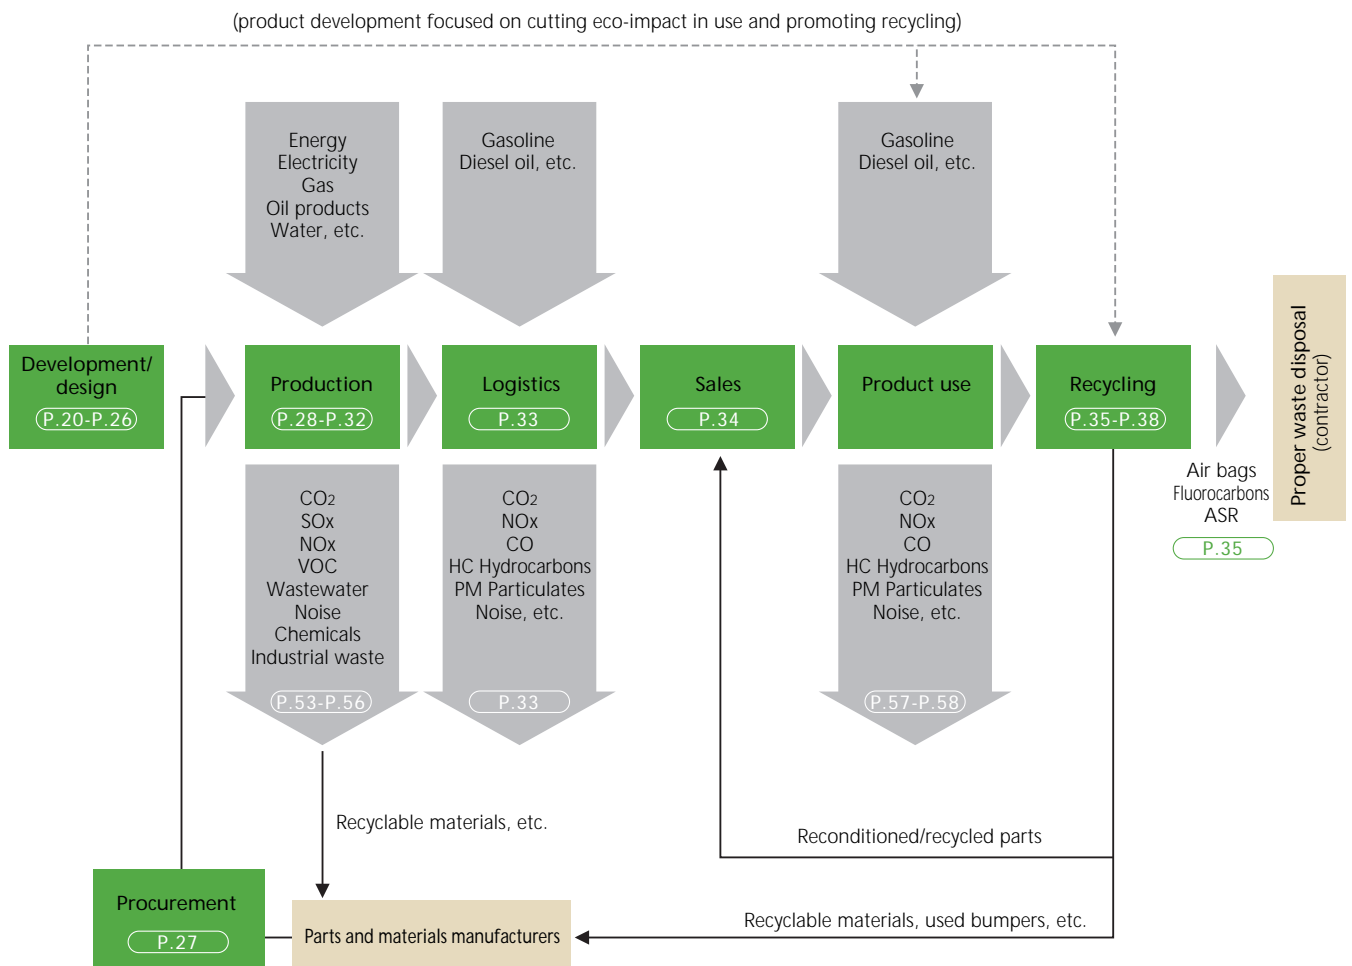 (product development focused on cutting eco-impact in use and promoting recycling)
Energy
Electricity
Gas
Oil products
Water, etc.
Gasoline
Diesel oil, etc.
Gasoline
Diesel oil, etc.
Development/
design
P.20-P.26
Production
P.28-P.32
Logistics
P.33
Sales
P.34
Product use
Recycling
P.35-P.38
Proper waste disposal
(contractor)
Air bags
Fluorocarbons
ASR
P.35
CO2
SOx
NOx
VOC
Wastewater
Noise
Chemicals
Industrial waste
P.53-P.56
CO2
NOx
CO
HC Hydrocarbons
PM Particulates
Noise, etc.
P.33
CO2
NOx
CO
HC Hydrocarbons
PM Particulates
Noise, etc.
P.57-P.58
Recyclable materials, etc.
Reconditioned/recycled parts
Procurement
P.27
Parts and materials manufacturers
Recyclable materials, used bumpers, etc.